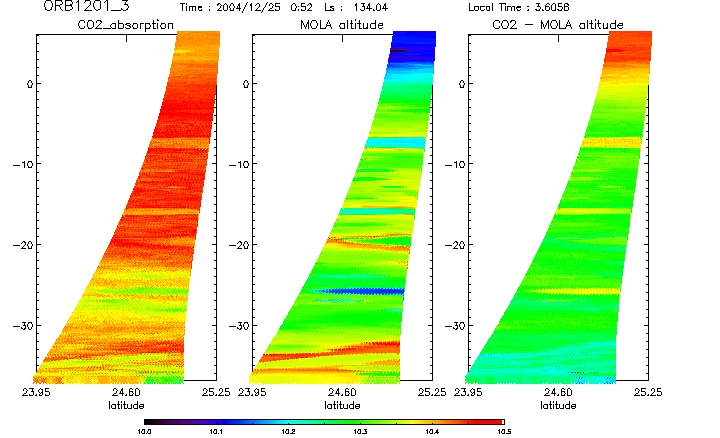 ORB1201_3 Time : 2004/12/25 0:52 Ls : 134.04 Local Time : 3.6058
CO2_absorption MOLA altitude CO2 - MOLA altitude
0 0 0
-10 -10 -10
-20 -20 -20
-30 -30 -30
23.95 24.60 25.25 23.95 24.60 25.25 23.95 24.60 25.25
latitude latitude latitude
10.0 10.1 10.2 10.3 10.4 10.5